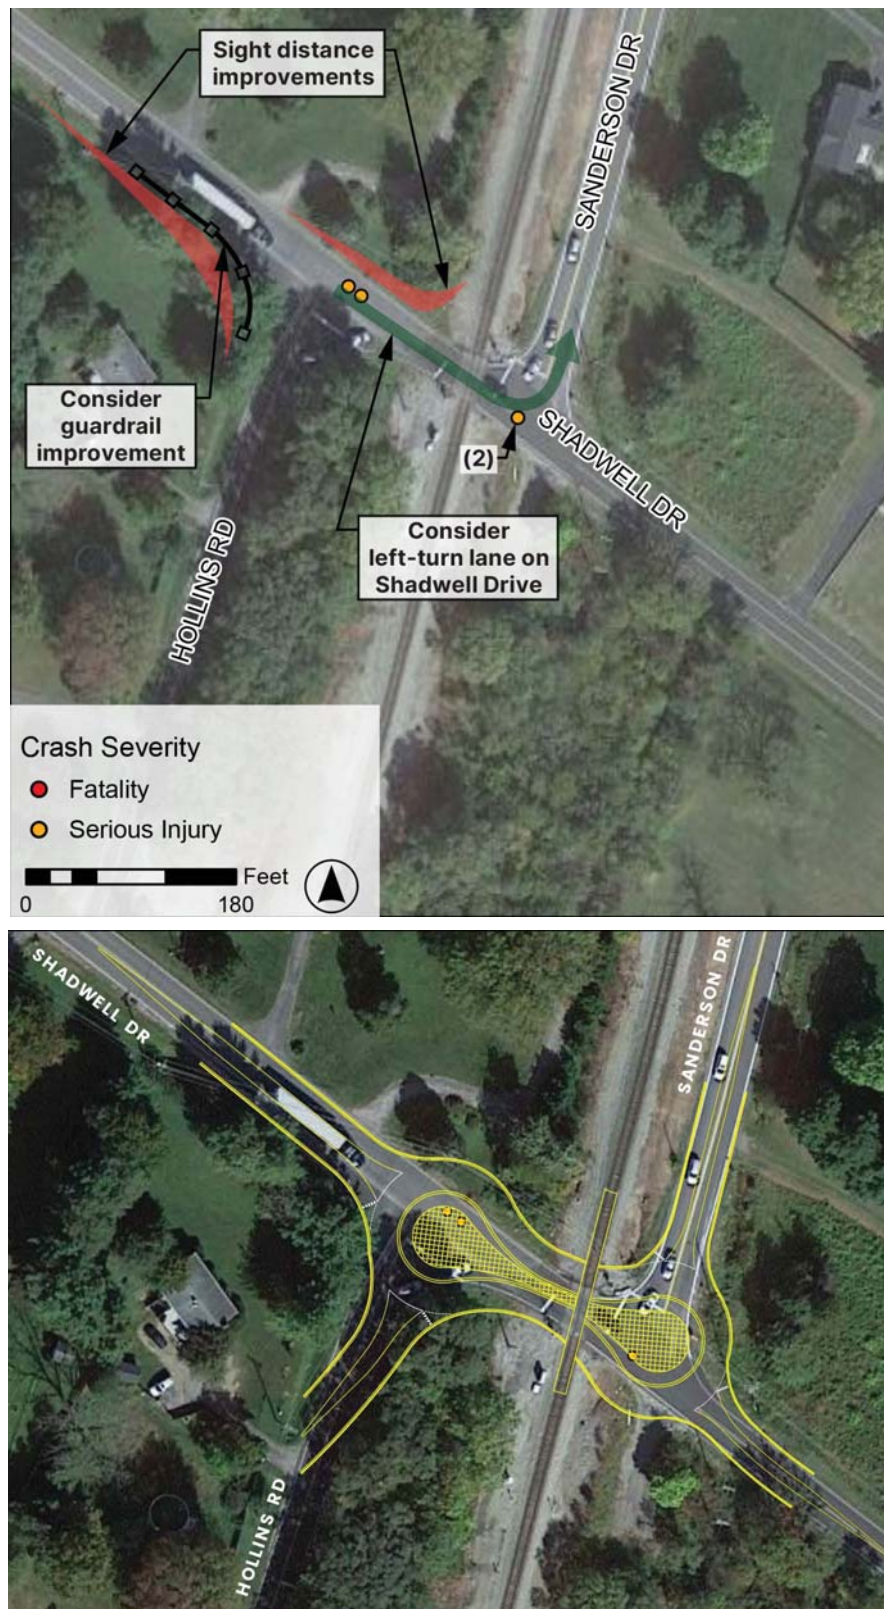 Sight distance
improvements
SANDERSON DR
Consider
guardrail
improvement
(2)
SHADWELL DR
Consider
left-turn lane on
Shadwell Drive
HOLLINS RD
Crash Severity
Fatality
Serious Injury
Feet
0 180
SHADWELL DR
SANDERSON DR
HOLLINS RD